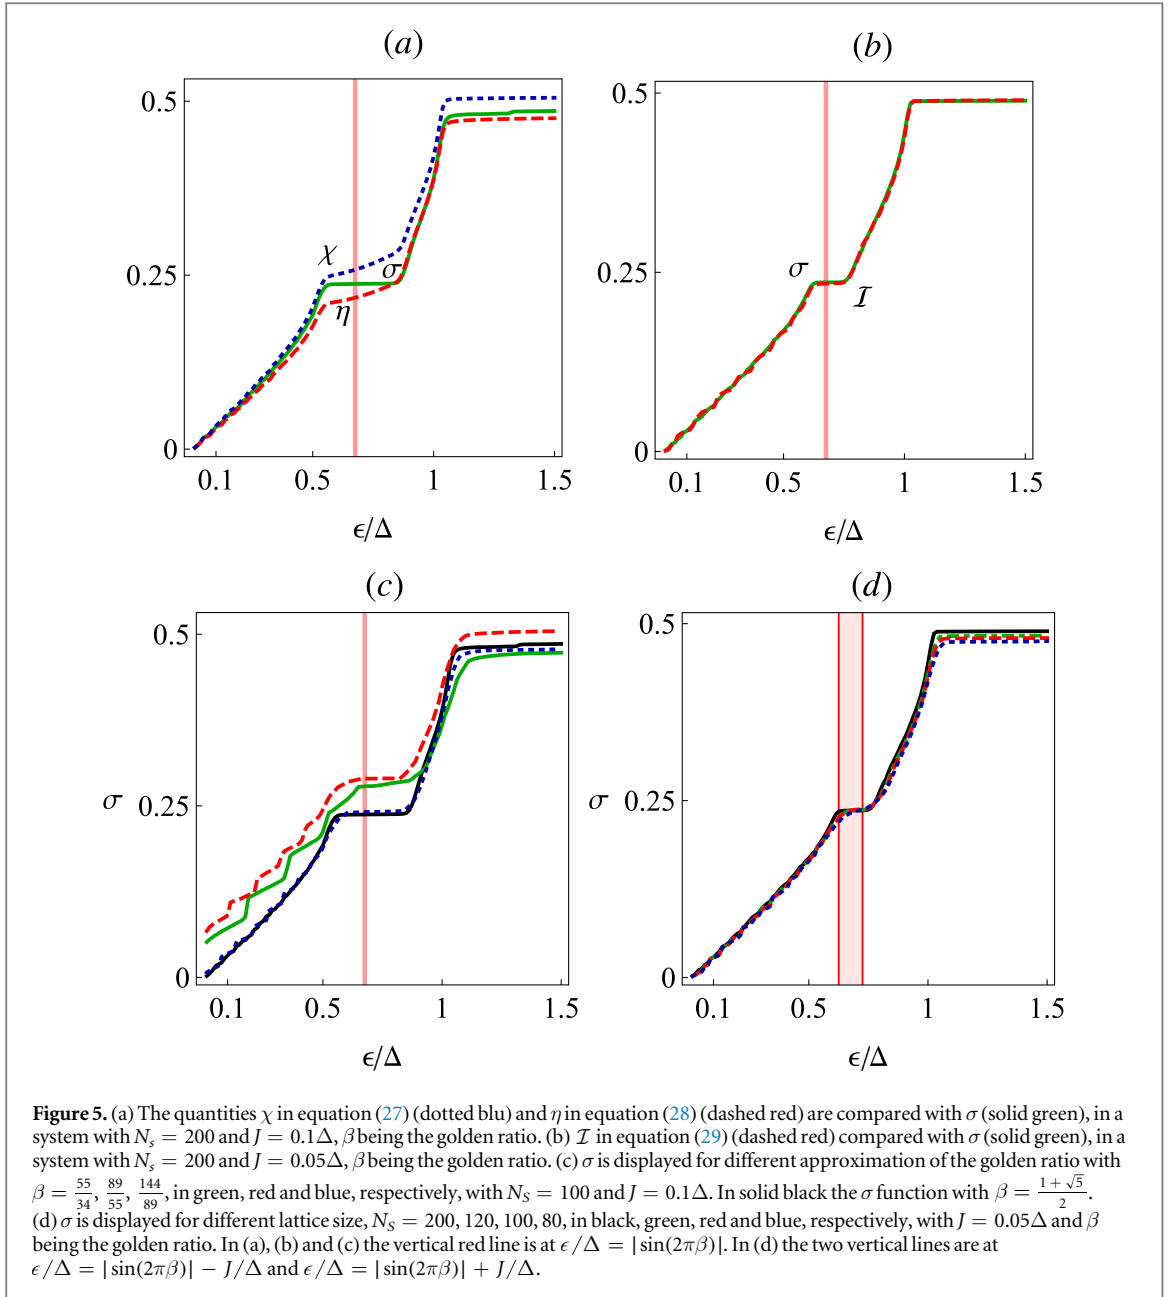 (a)
0.5
0.25
0
χ
σ
η
0.1 0.5 1 1.5
ϵ/Δ
(b)
0.5
0.25
0
σ
ℐ
0.1 0.5 1 1.5
ϵ/Δ
(c)
0.5
σ 0.25
0
0.1 0.5 1 1.5
ϵ/Δ
(d)
0.5
σ 0.25
0
0.1 0.5 1 1.5
ϵ/Δ
Figure 5. (a) The quantities χ in equation (27) (dotted blu) and η in equation (28) (dashed red) are compared with σ (solid green), in a
system with Nₛ = 200 and J = 0.1Δ, β being the golden ratio. (b) ℐ in equation (29) (dashed red) compared with σ (solid green), in a
system with Nₛ = 200 and J = 0.05Δ, β being the golden ratio. (c) σ is displayed for different approximation of the golden ratio with
β = 55/34, 89/55, 144/89, in green, red and blue, respectively, with N_S = 100 and J = 0.1Δ. In solid black the σ function with β = (1 + √5)/2.
(d) σ is displayed for different lattice size, N_S = 200, 120, 100, 80, in black, green, red and blue, respectively, with J = 0.05Δ and β
being the golden ratio. In (a), (b) and (c) the vertical red line is at ϵ/Δ = |sin(2πβ)|. In (d) the two vertical lines are at
ϵ/Δ = |sin(2πβ)| − J/Δ and ϵ/Δ = |sin(2πβ)| + J/Δ.